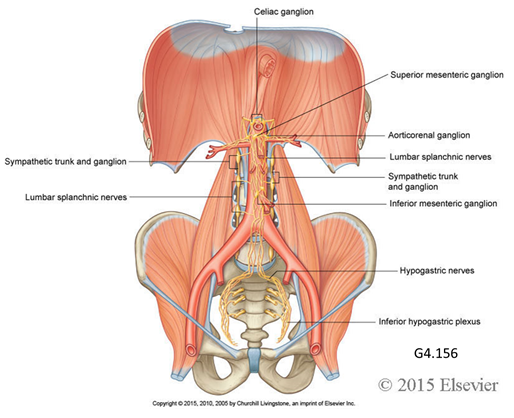 Celiac ganglion
Superior mesenteric ganglion
Aorticorenal ganglion
Lumbar splanchnic nerves
Sympathetic trunk and ganglion
Sympathetic trunk
and ganglion
Lumbar splanchnic nerves
Inferior mesenteric ganglion
Hypogastric nerves
Inferior hypogastric plexus
G4.156
© 2015 Elsevier
Copyright © 2015, 2010, 2005 by Churchill Livingstone, an imprint of Elsevier Inc.